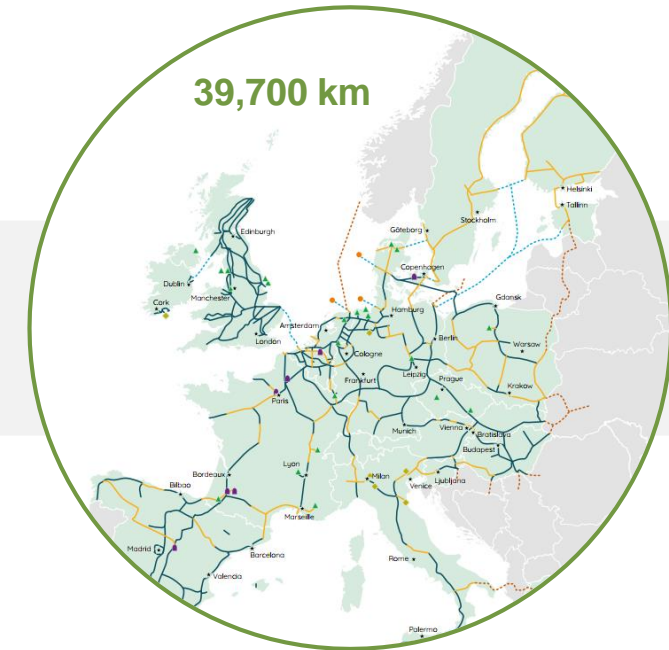 39,700 km
Helsinki
Tallinn
Stockholm
Göteborg
Edinburgh
Copenhagen
Dublin
Manchester
Gdansk
Cork
Hamburg
Amsterdam
Berlin
London
Warsaw
Cologne
Leipzig
Frankfurt
Prague
Krakow
Paris
Munich
Vienna
Bratislava
Budapest
Bordeaux
Lyon
Milan
Venice
Ljubljana
Bilbao
Marseille
Madrid
Barcelona
Rome
Valencia
Palermo